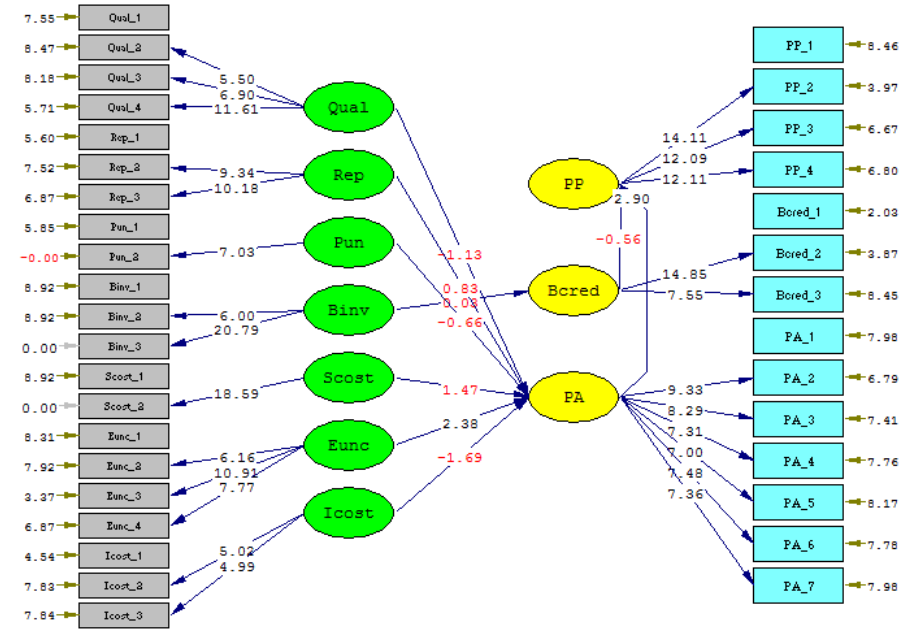 7.55 Qual_1
8.47 Qual_2
8.18 Qual_3
5.71 Qual_4
5.60 Rep_1
7.52 Rep_2
6.87 Rep_3
5.85 Pun_1
-0.00 Pun_2
8.92 Binv_1
8.92 Binv_2
0.00 Binv_3
8.92 Scost_1
0.00 Scost_2
8.31 Eunc_1
7.92 Eunc_2
3.37 Eunc_3
6.87 Eunc_4
4.54 Icost_1
7.83 Icost_2
7.84 Icost_3
5.50
6.90
11.61
9.34
10.18
7.03
6.00
20.79
18.59
6.16
10.91
7.77
5.02
4.99
Qual
Rep
Pun
Binv
Scost
Eunc
Icost
-1.13
0.83
0.03
-0.66
1.47
2.38
-1.69
PP
Bcred
PA
2.90
-0.56
14.11
12.09
12.11
14.85
7.55
9.33
8.29
7.31
7.00
7.48
7.36
PP_1 8.46
PP_2 3.97
PP_3 6.67
PP_4 6.80
Bcred_1 2.03
Bcred_2 3.87
Bcred_3 8.45
PA_1 7.98
PA_2 6.79
PA_3 7.41
PA_4 7.76
PA_5 8.17
PA_6 7.78
PA_7 7.98